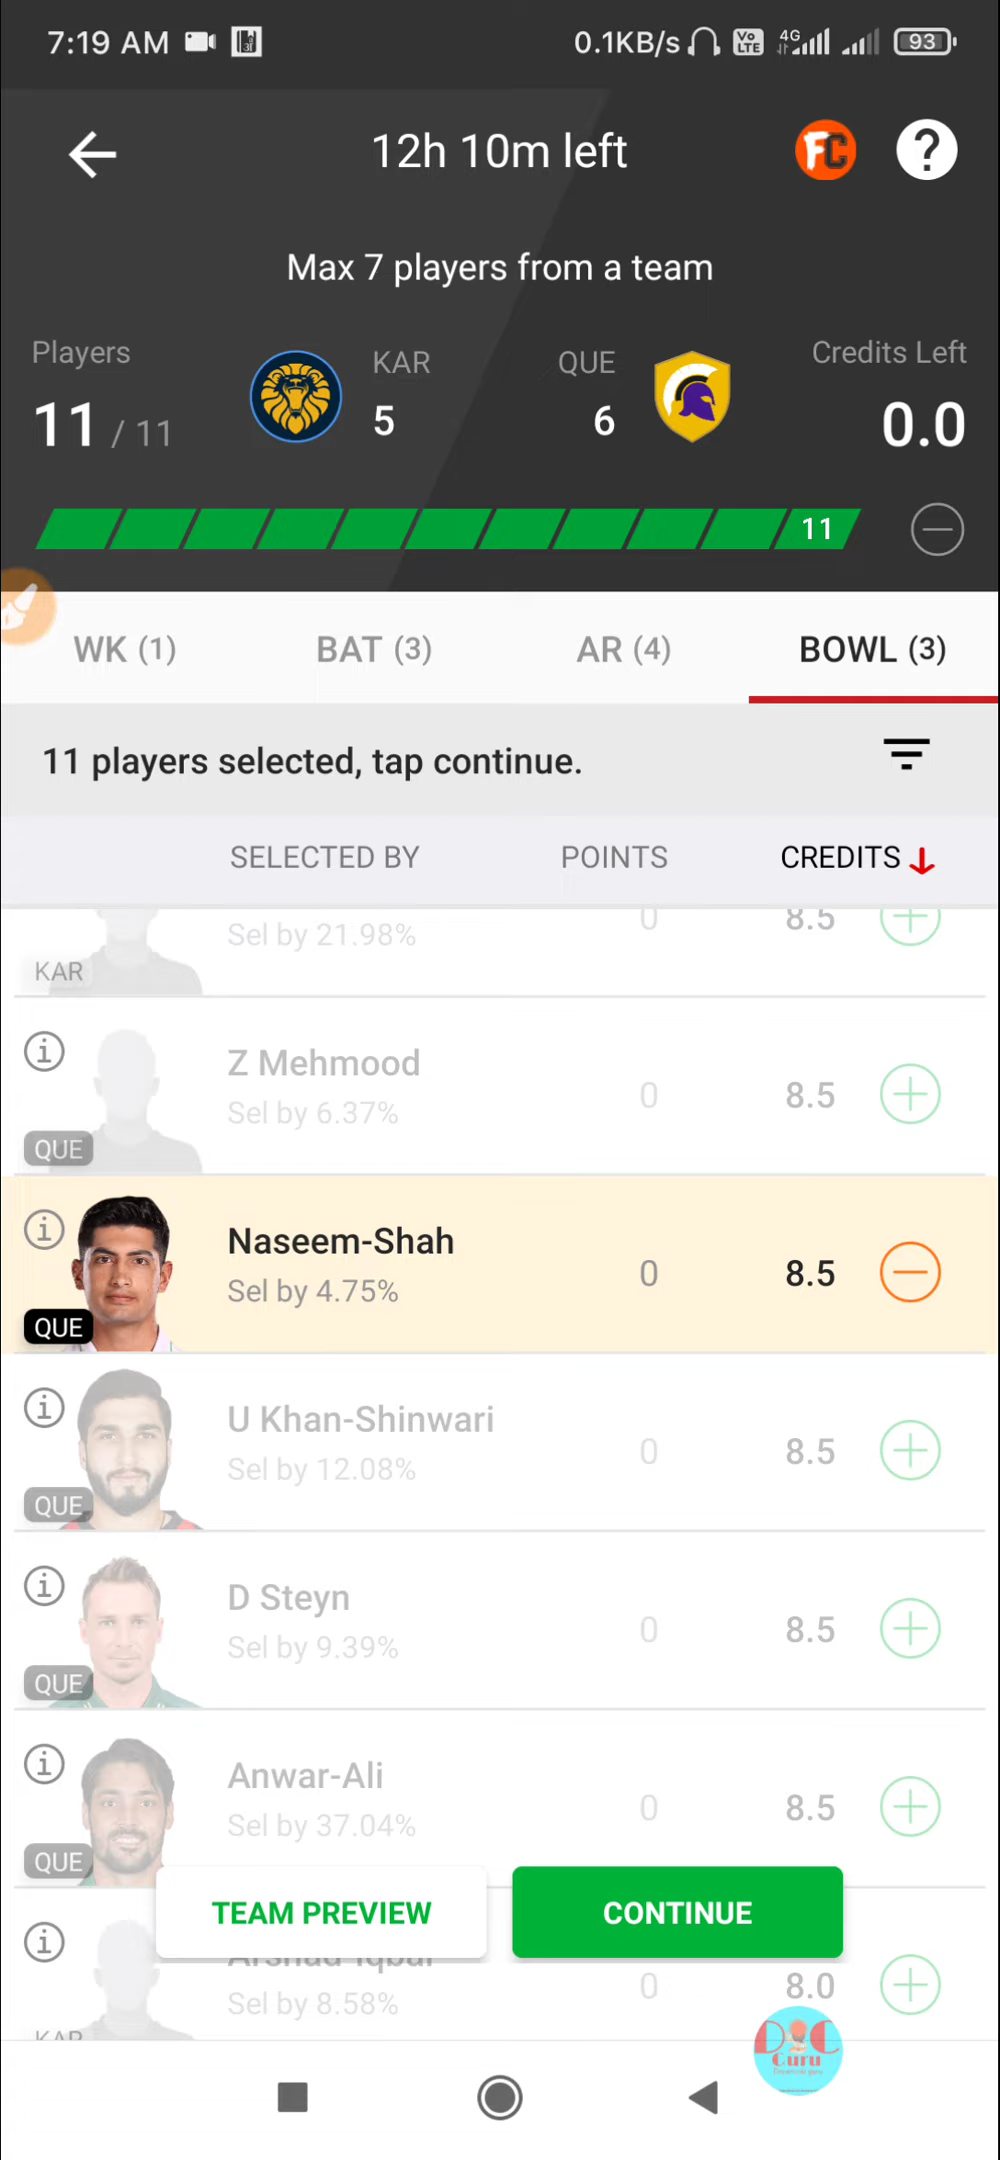 7:19 AM
0.1KB/s
Vo LTE
4G
93
12h 10m left
FC
?
Max 7 players from a team
Players
KAR
QUE
Credits Left
11 / 11
5
6
0.0
11
WK (1)
BAT (3)
AR (4)
BOWL (3)
11 players selected, tap continue.
SELECTED BY
POINTS
CREDITS
Sel by 21.98%
0
8.5
KAR
Z Mehmood
Sel by 6.37%
0
8.5
QUE
Naseem-Shah
Sel by 4.75%
0
8.5
QUE
U Khan-Shinwari
Sel by 12.08%
0
8.5
QUE
D Steyn
Sel by 9.39%
0
8.5
QUE
Anwar-Ali
Sel by 37.04%
0
8.5
QUE
TEAM PREVIEW
CONTINUE
Arshad-Iqbal
Sel by 8.58%
0
8.0
KAR
Guru